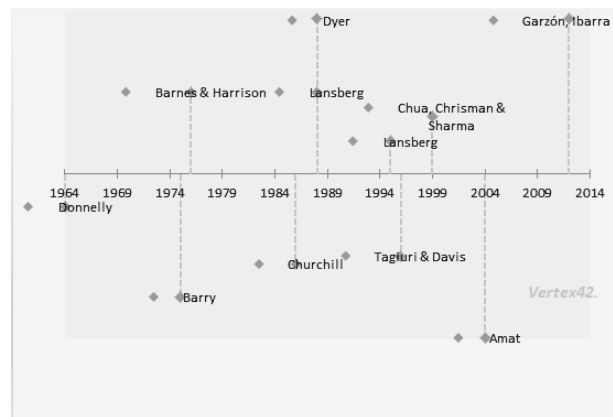 Dyer
Garzón, Ibarra
Barnes & Harrison
Lansberg
Chua, Chrisman &
Sharma
Lansberg
1964 1969 1974 1979 1984 1989 1994 1999 2004 2009 2014
Donnelly
Tagiuri & Davis
Churchill
Vertex42.
Barry
Amat